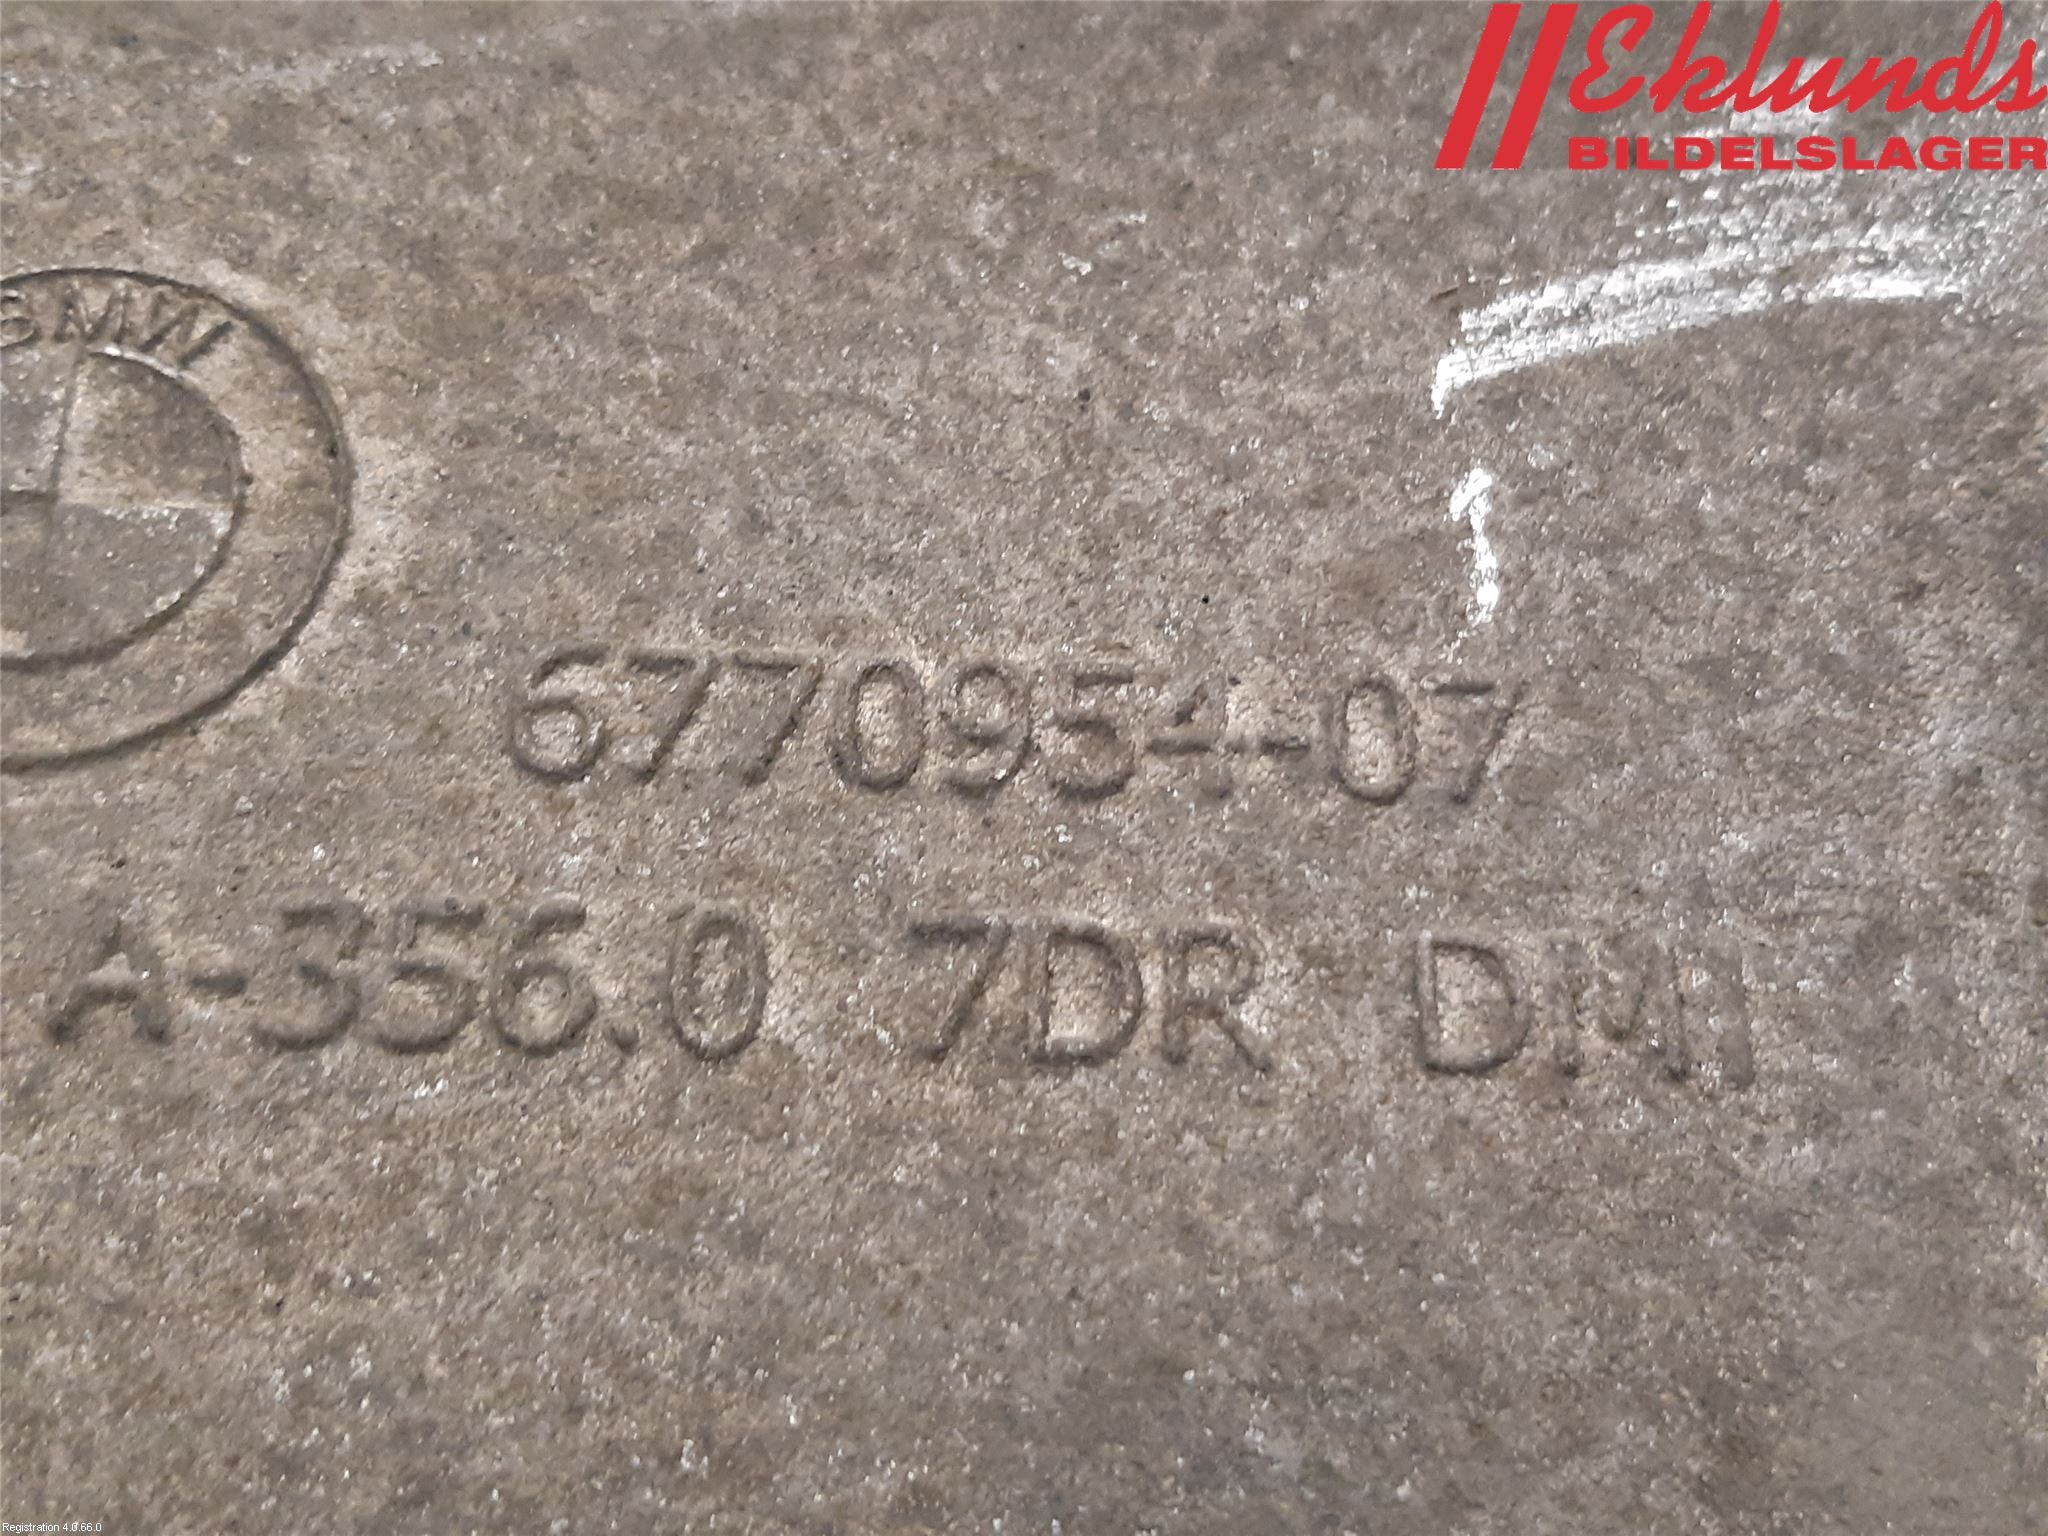 Eklunds
BILDELSLAGER
BMW
6770954-07
A-356.0 7DR DMI
Registration 4.0.66.0